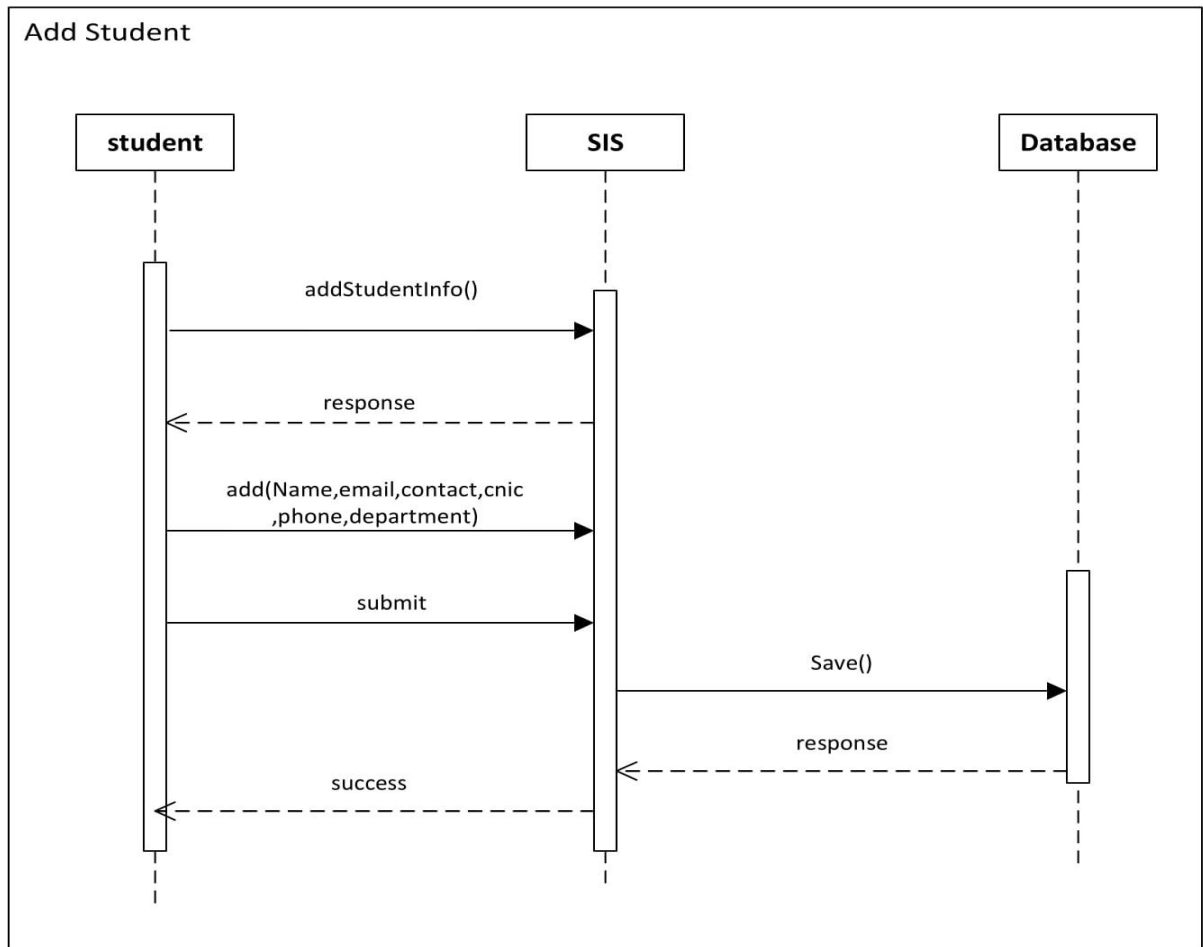 Add Student
student
SIS
Database
addStudentInfo()
response
add(Name,email,contact,cnic
,phone,department)
submit
Save()
response
success